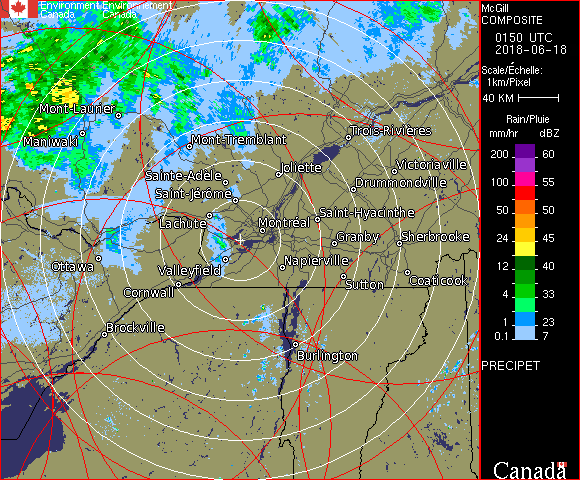 Environment Environnement
Canada Canada
McGill
COMPOSITE
0150 UTC
2018-06-18
Scale/Échelle:
1km/Pixel
40 KM
Rain/Pluie
mm/hr dBZ
200 60
150 55
100 55
50 50
24 45
12 40
4 33
1 23
0.1 7
PRECIPET
Canada
Mont-Laurier
Maniwaki
Mont-Tremblant
Trois-Rivières
Sainte-Adèle
Joliette
Victoriaville
Saint-Jérôme
Drummondville
Lachute
Montréal
Saint-Hyacinthe
Granby
Sherbrooke
Ottawa
Valleyfield
Napierville
Cornwall
Sutton
Coaticook
Brockville
Burlington